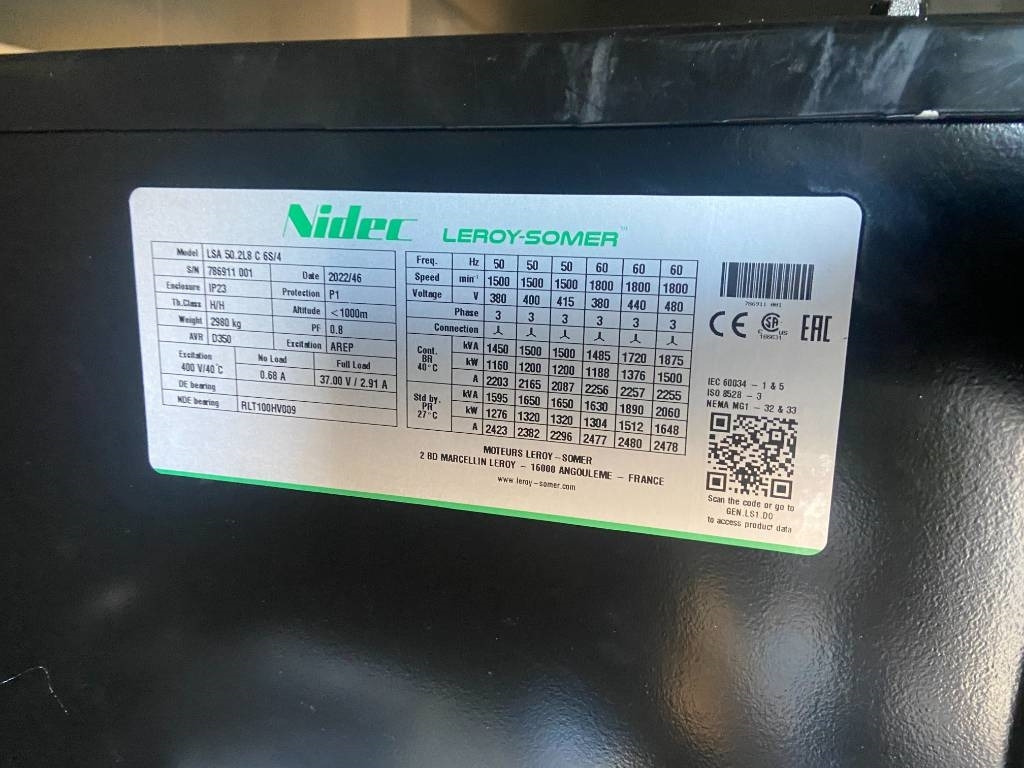 Nidec LEROY-SOMER™
Model LSA 50.2L8 C 6S/4
S/N 786911 001 Date 2022/46
Enclosure IP23 Protection P1
Th.Class H/H Altitude <1000m
Weight 2980 kg PF 0.8
AVR D350 Excitation AREP
Excitation No Load Full Load
400 V/40°C 0.68 A 37.00 V / 2.91 A
DE bearing
NDE bearing RLT100HV009
Freq. Hz 50 50 50 60 60 60
Speed min⁻¹ 1500 1500 1500 1800 1800 1800
Voltage V 380 400 415 380 440 480
Phase 3 3 3 3 3 3
Connection
Cont. BR 40°C
kVA 1450 1500 1500 1485 1720 1875
kW 1160 1200 1200 1188 1376 1500
A 2203 2165 2087 2256 2257 2255
Std by. PR 27°C
kVA 1595 1650 1650 1630 1890 2060
kW 1276 1320 1320 1304 1512 1648
A 2423 2382 2296 2477 2480 2478
MOTEURS LEROY-SOMER
2 BD MARCELLIN LEROY - 16000 ANGOULEME - FRANCE
www.leroy-somer.com
786911 001
CE SA US EAC
IEC 60034 - 1 & 5
ISO 8528 - 3
NEMA MG1 - 32 & 33
Scan the code or go to
GEN.LS1.DO
to access product data